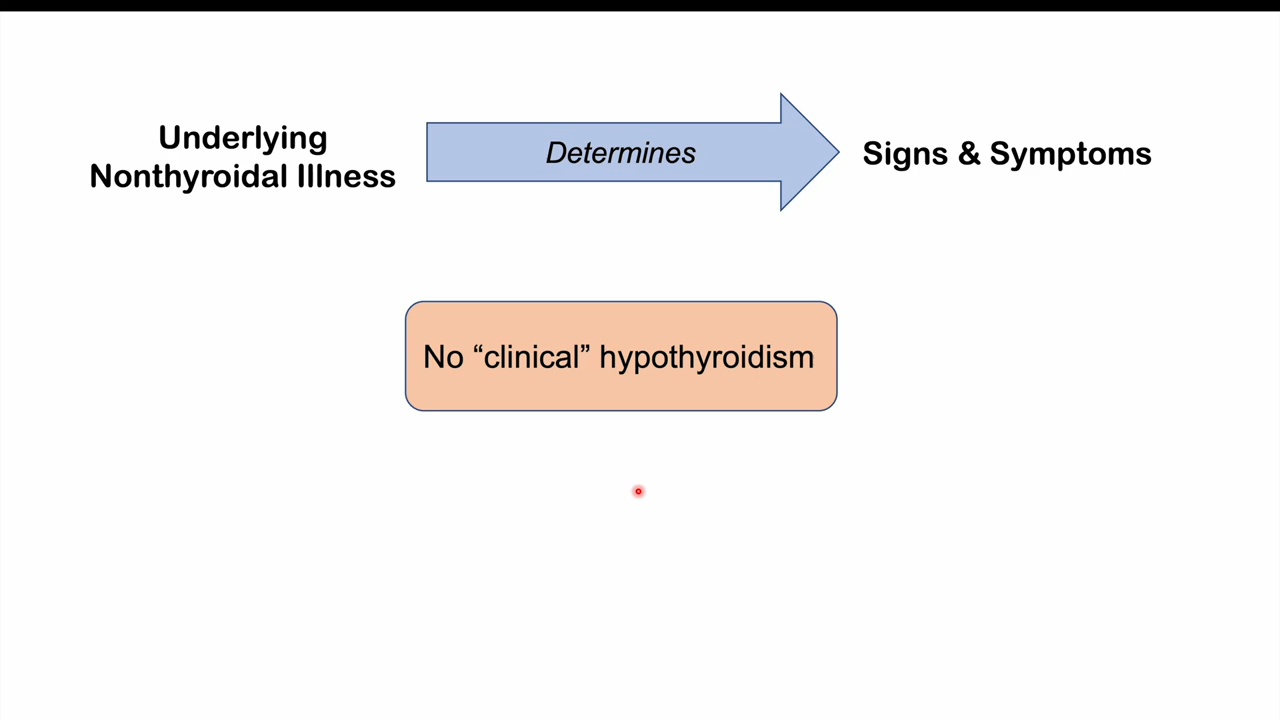 Underlying
Nonthyroidal Illness
Determines
Signs & Symptoms
No “clinical” hypothyroidism